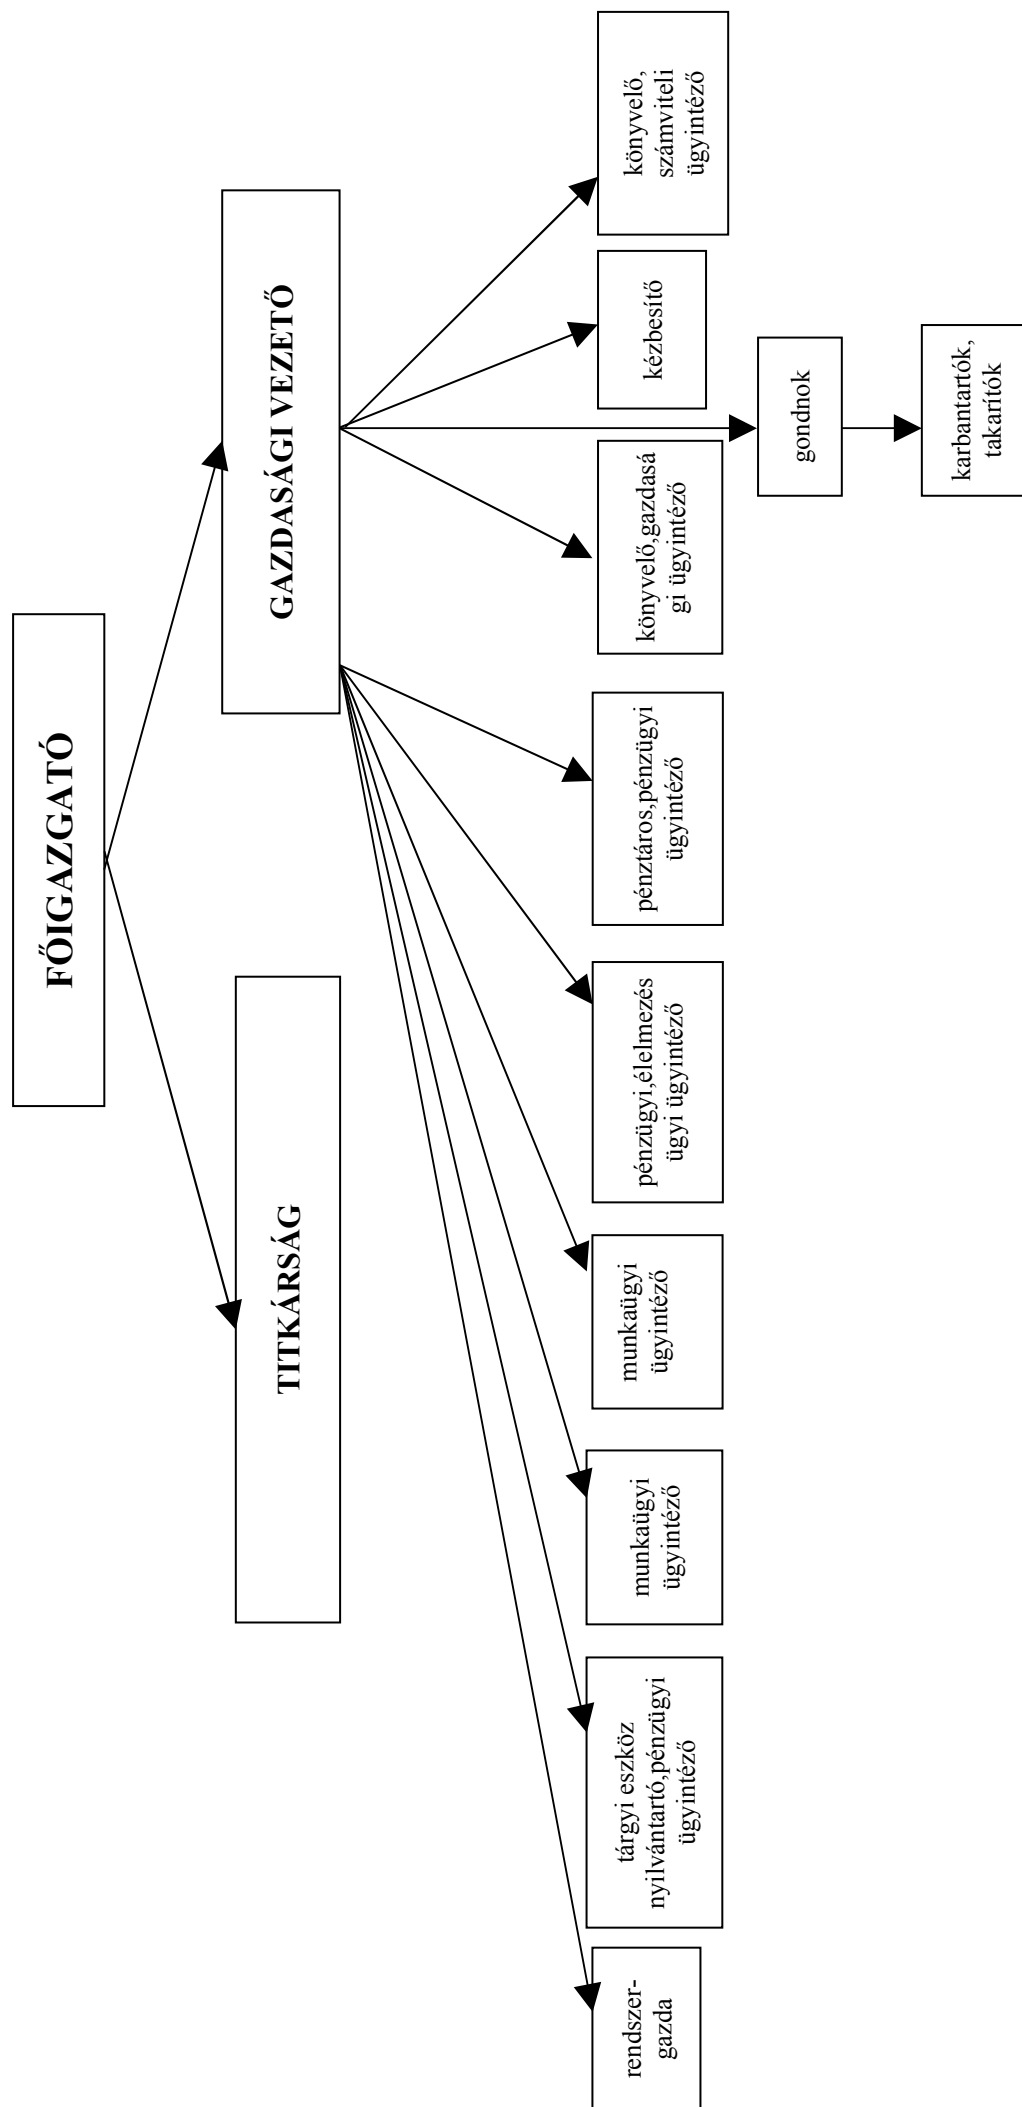 FŐIGAZGATÓ
TITKÁRSÁG
GAZDASÁGI VEZETŐ
rendszer-
gazda
tárgyi eszköz
nyilvántartó,pénzügyi
ügyintéző
munkaügyi
ügyintéző
munkaügyi
ügyintéző
pénzügyi,élelmezés
ügyi ügyintéző
pénztáros,pénzügyi
ügyintéző
könyvelő,gazdasá
gi ügyintéző
kézbesítő
könyvelő,
számviteli
ügyintéző
gondnok
karbantartók,
takarítók